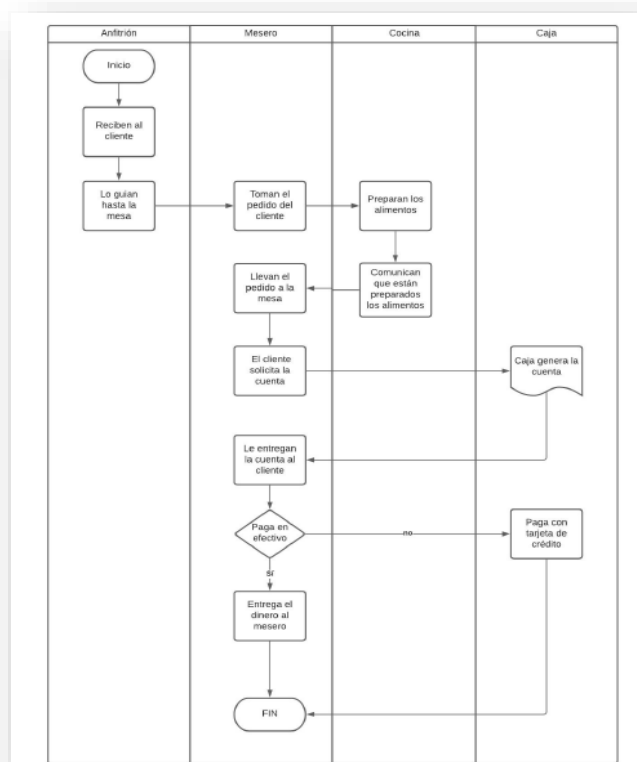 Anfitrión
Mesero
Cocina
Caja
Inicio
Reciben al
cliente
Lo guian
hasta la
mesa
Toman el
pedido del
cliente
Preparan los
alimentos
Comunican
que están
preparados
los alimentos
Llevan el
pedido a la
mesa
El cliente
solicita la
cuenta
Caja genera la
cuenta
Le entregan
la cuenta al
cliente
Paga en
efectivo
no
Paga con
tarjeta de
crédito
sí
Entrega el
dinero al
mesero
FIN